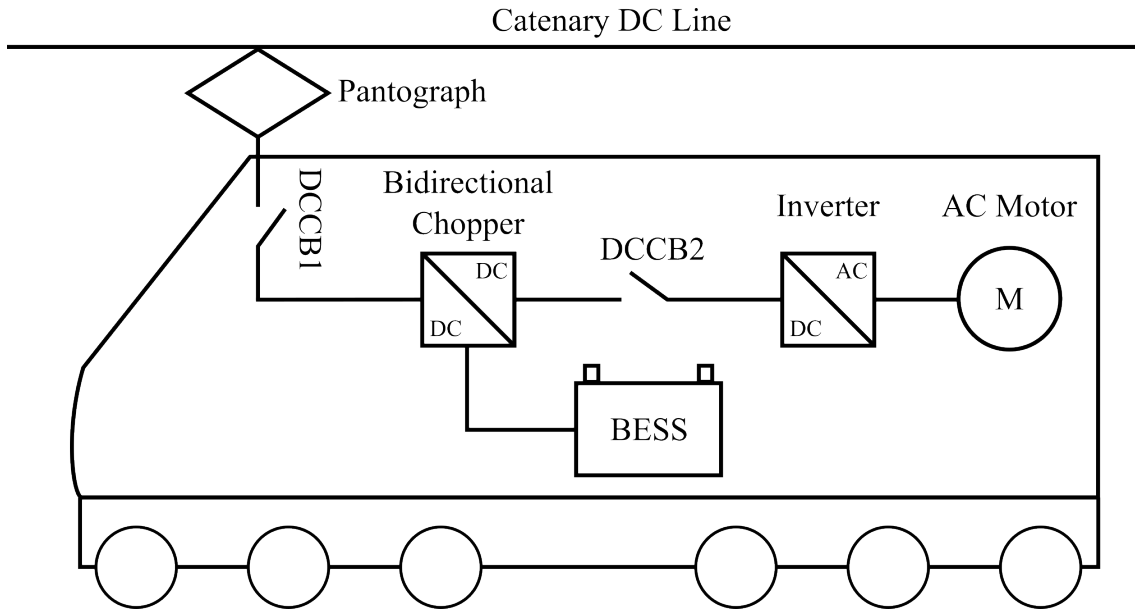 Catenary DC Line
Pantograph
DCCB1
Bidirectional
Chopper
DC
DC
DCCB2
Inverter
AC
DC
AC Motor
M
BESS